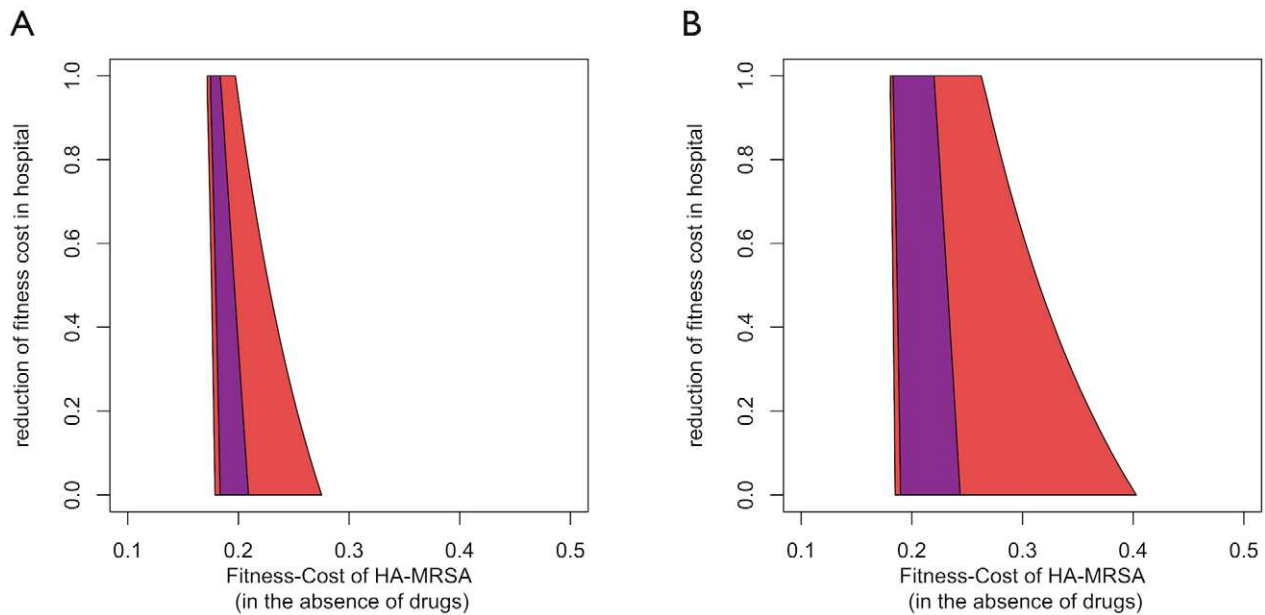 A
reduction of fitness cost in hospital
1.0
0.8
0.6
0.4
0.2
0.0
0.1 0.2 0.3 0.4 0.5
Fitness-Cost of HA-MRSA
(in the absence of drugs)
B
reduction of fitness cost in hospital
1.0
0.8
0.6
0.4
0.2
0.0
0.1 0.2 0.3 0.4 0.5
Fitness-Cost of HA-MRSA
(in the absence of drugs)